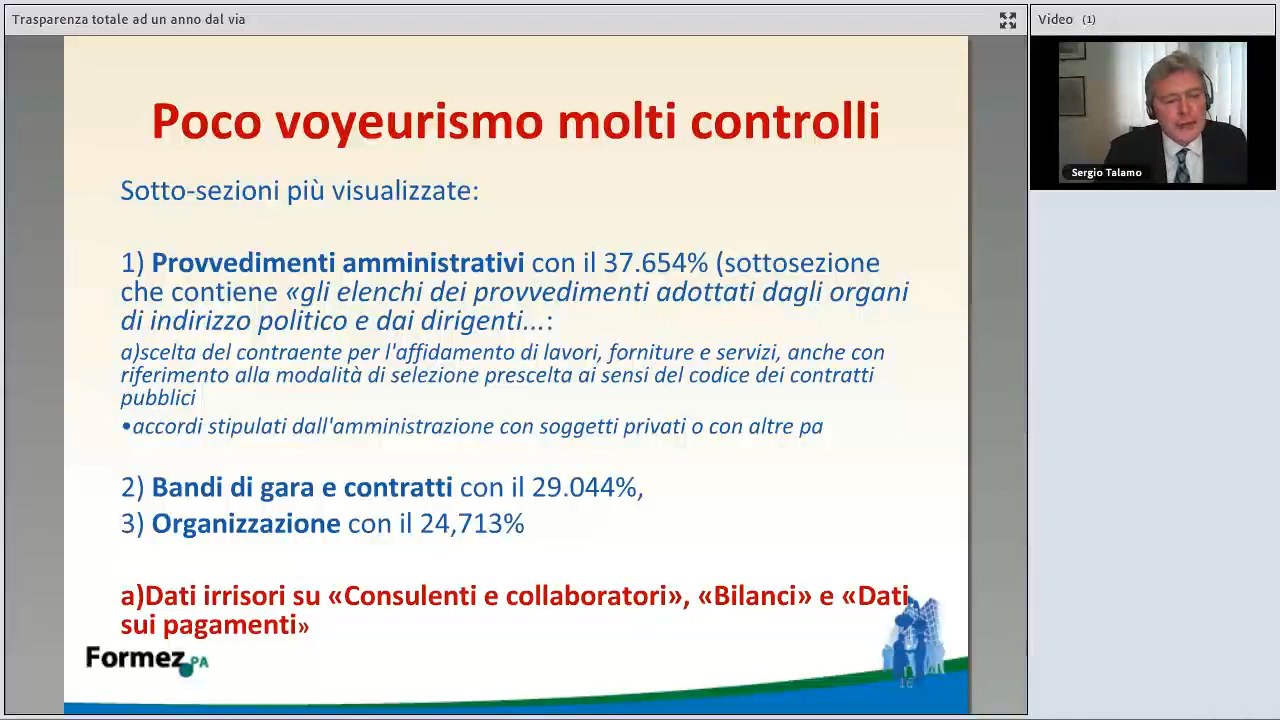 Trasparenza totale ad un anno dal via
Video (1)
Sergio Talamo
Poco voyeurismo molti controlli
Sotto-sezioni più visualizzate:
1) Provvedimenti amministrativi con il 37.654% (sottosezione
che contiene «gli elenchi dei provvedimenti adottati dagli organi
di indirizzo politico e dai dirigenti...:
a)scelta del contraente per l'affidamento di lavori, forniture e servizi, anche con
riferimento alla modalità di selezione prescelta ai sensi del codice dei contratti
pubblici
•accordi stipulati dall'amministrazione con soggetti privati o con altre pa
2) Bandi di gara e contratti con il 29.044%,
3) Organizzazione con il 24,713%
a)Dati irrisori su «Consulenti e collaboratori», «Bilanci» e «Dati
sui pagamenti»
Formez PA
16